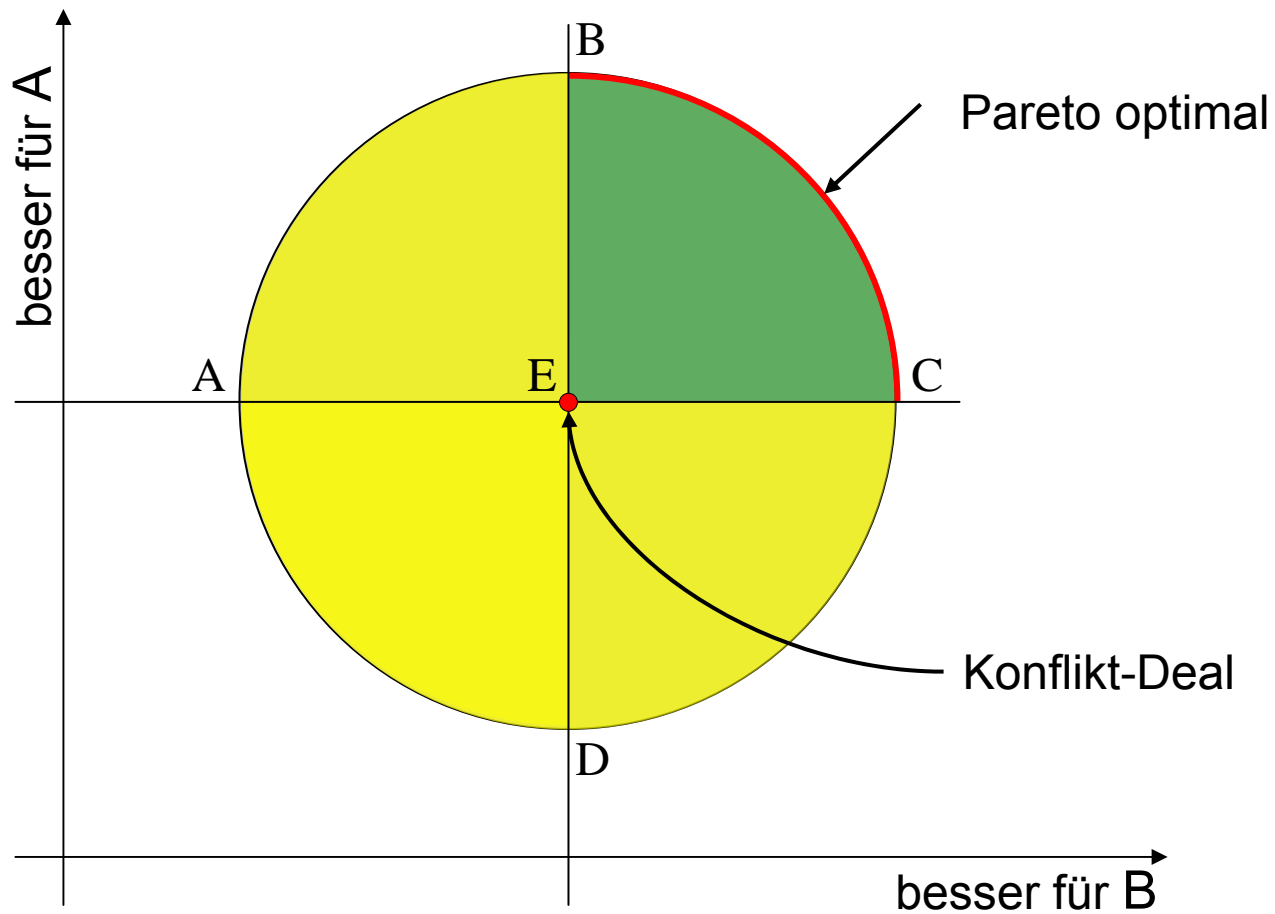 B
besser für A
Pareto optimal
A
E
C
Konflikt-Deal
D
besser für B